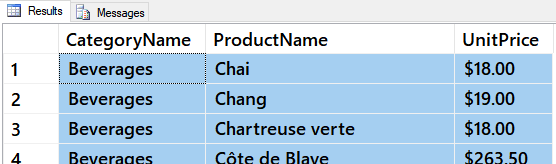 Results Messages
CategoryName ProductName UnitPrice
1 Beverages Chai $18.00
2 Beverages Chang $19.00
3 Beverages Chartreuse verte $18.00
4 Beverages Côte de Blaye $263.50